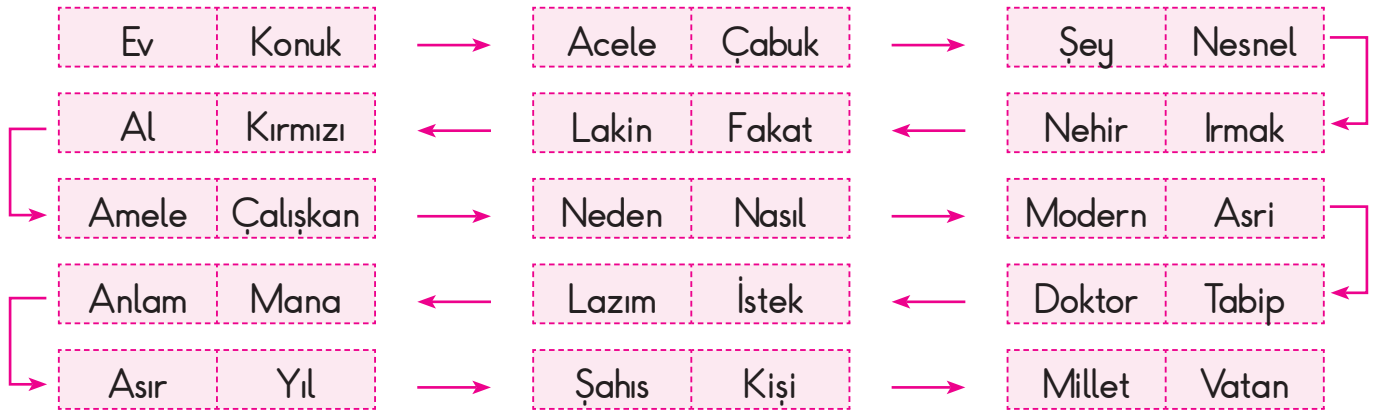 Ev Konuk Acele Çabuk Şey Nesnel
Al Kırmızı Lakin Fakat Nehir Irmak
Amele Çalışkan Neden Nasıl Modern Asri
Anlam Mana Lazım İstek Doktor Tabip
Asır Yıl Şahıs Kişi Millet Vatan